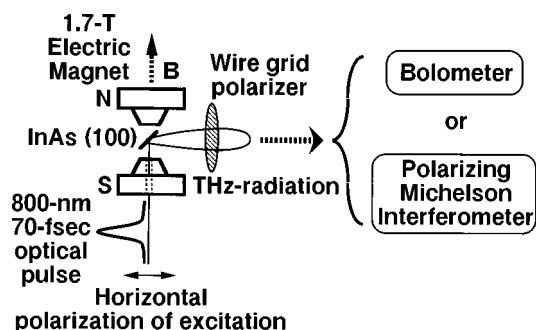 1.7-T
Electric
Magnet
B
N
Wire grid
polarizer
InAs (100)
S
THz-radiation
800-nm
70-fsec
optical
pulse
Horizontal
polarization of excitation
Bolometer
or
Polarizing
Michelson
Interferometer